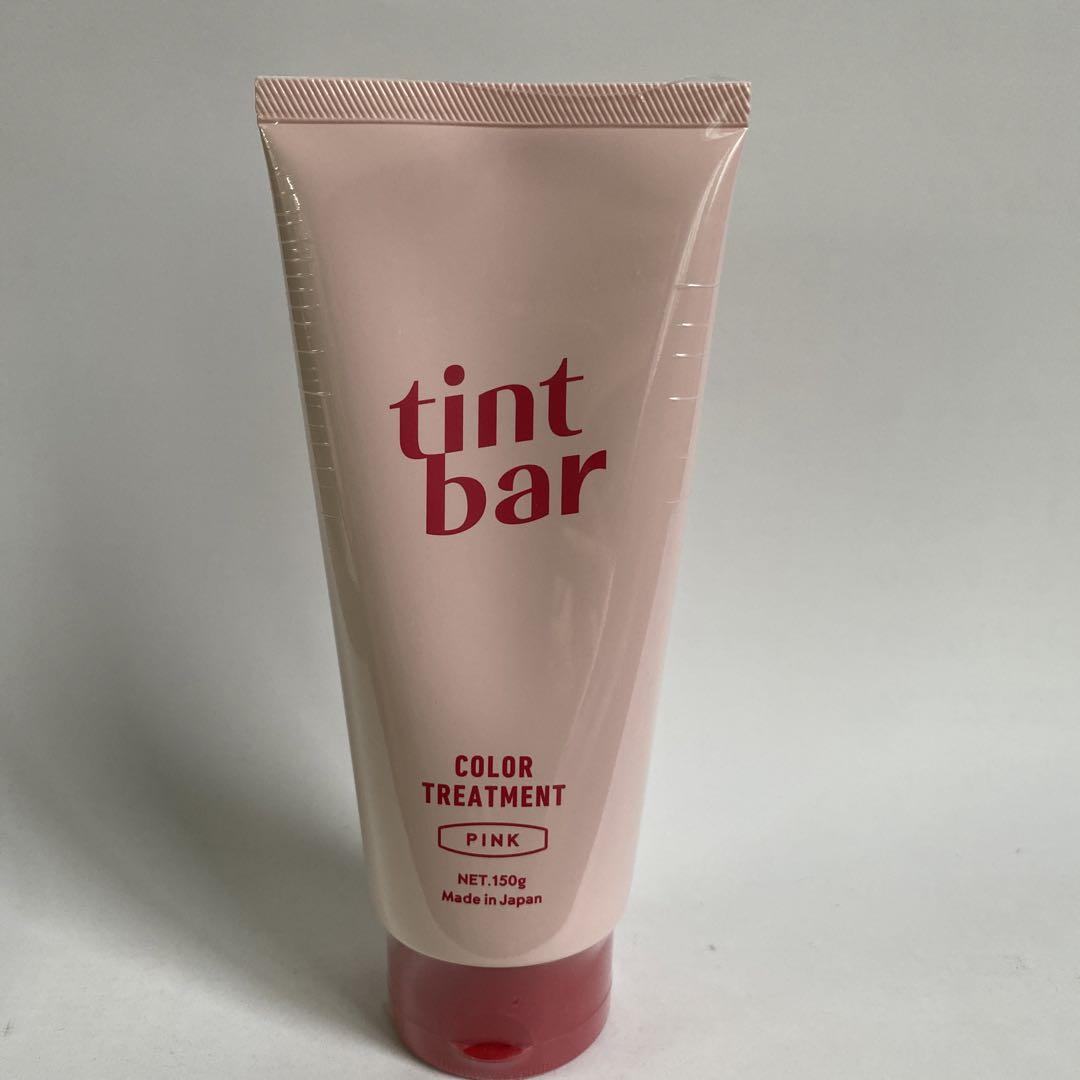 tint
bar
COLOR
TREATMENT
PINK
NET.150g
Made in Japan